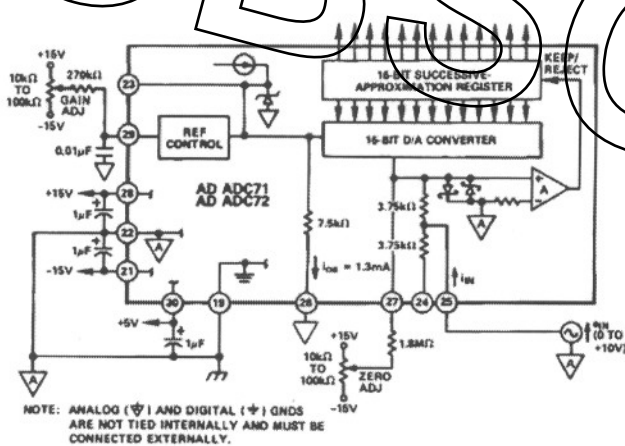 OBSO
+15V
10kΩ
TO
100kΩ
270kΩ
GAIN
ADJ
-15V
23
29
0.01µF
REF
CONTROL
16-BIT SUCCESSIVE-
APPROXIMATION REGISTER
KEEP/
REJECT
16-BIT D/A CONVERTER
AD ADC71
AD ADC72
+15V
28
1µF
22
A
1µF
-15V
21
7.5kΩ
3.75kΩ
3.75kΩ
A
A
iOS = 1.3mA
iIN
30
19
26
27
24
25
+5V
1µF
A
+15V
10kΩ
TO
100kΩ
1.8MΩ
ZERO
ADJ
-15V
(0 TO
+10V)
A
NOTE: ANALOG ( ) AND DIGITAL ( ) GNDS
ARE NOT TIED INTERNALLY AND MUST BE
CONNECTED EXTERNALLY.